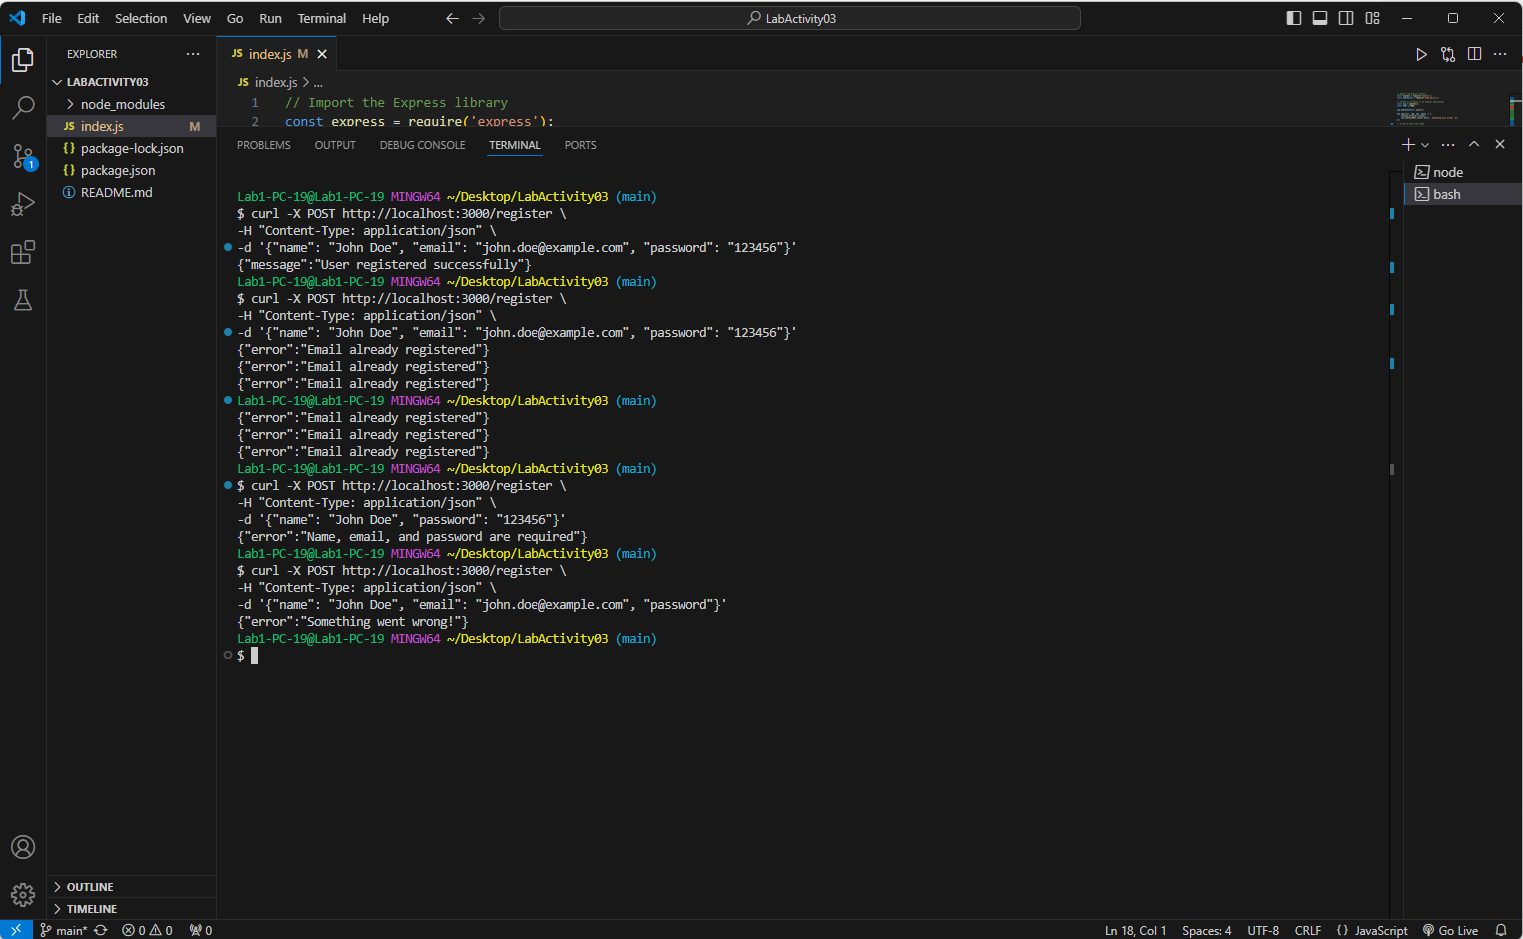 File Edit Selection View Go Run Terminal Help
LabActivity03
EXPLORER
LABACTIVITY03
node_modules
JS index.js M
{} package-lock.json
{} package.json
README.md
OUTLINE
TIMELINE
JS index.js M
JS index.js > ...
1 // Import the Express library
2 const express = require('express');
PROBLEMS OUTPUT DEBUG CONSOLE TERMINAL PORTS
node
bash
Lab1-PC-19@Lab1-PC-19 MINGW64 ~/Desktop/LabActivity03 (main)
$ curl -X POST http://localhost:3000/register \
-H "Content-Type: application/json" \
-d '{"name": "John Doe", "email": "john.doe@example.com", "password": "123456"}'
{"message":"User registered successfully"}
Lab1-PC-19@Lab1-PC-19 MINGW64 ~/Desktop/LabActivity03 (main)
$ curl -X POST http://localhost:3000/register \
-H "Content-Type: application/json" \
-d '{"name": "John Doe", "email": "john.doe@example.com", "password": "123456"}'
{"error":"Email already registered"}
{"error":"Email already registered"}
{"error":"Email already registered"}
Lab1-PC-19@Lab1-PC-19 MINGW64 ~/Desktop/LabActivity03 (main)
{"error":"Email already registered"}
{"error":"Email already registered"}
{"error":"Email already registered"}
Lab1-PC-19@Lab1-PC-19 MINGW64 ~/Desktop/LabActivity03 (main)
$ curl -X POST http://localhost:3000/register \
-H "Content-Type: application/json" \
-d '{"name": "John Doe", "password": "123456"}'
{"error":"Name, email, and password are required"}
Lab1-PC-19@Lab1-PC-19 MINGW64 ~/Desktop/LabActivity03 (main)
$ curl -X POST http://localhost:3000/register \
-H "Content-Type: application/json" \
-d '{"name": "John Doe", "email": "john.doe@example.com", "password"}'
{"error":"Something went wrong!"}
Lab1-PC-19@Lab1-PC-19 MINGW64 ~/Desktop/LabActivity03 (main)
$
1
main* 0 0 0 Ln 18, Col 1 Spaces: 4 UTF-8 CRLF {} JavaScript Go Live